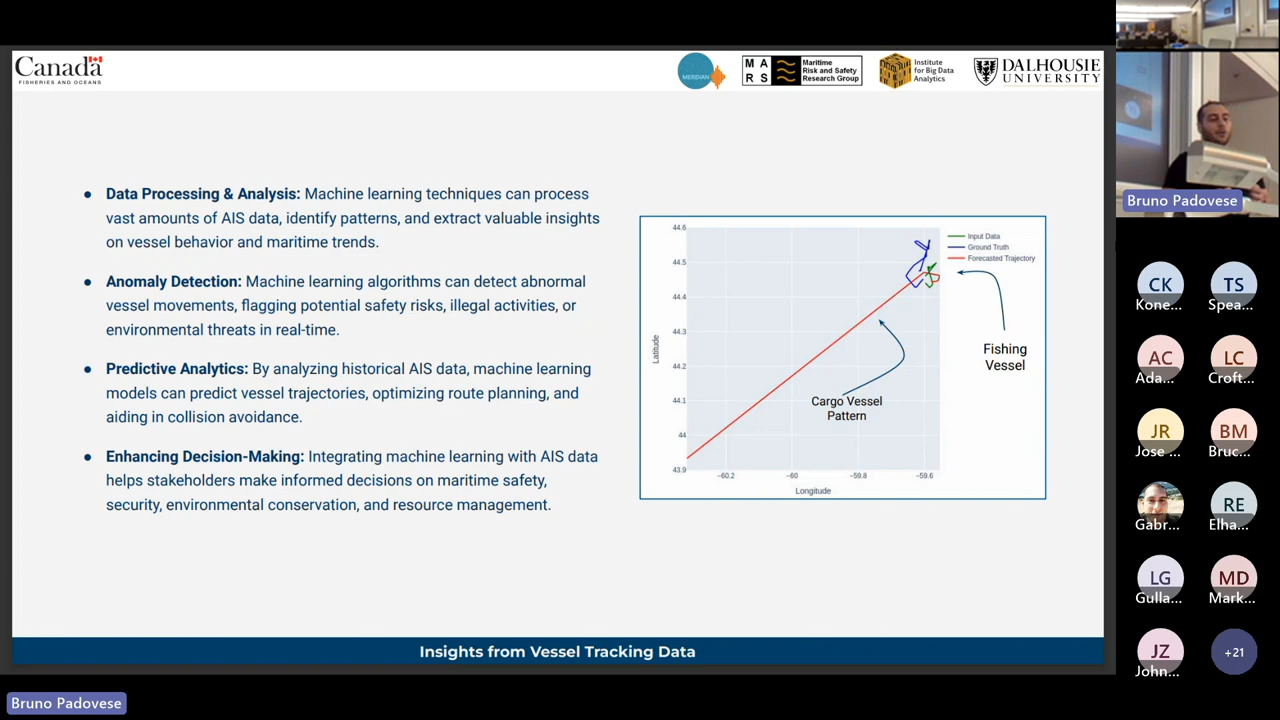 Canada
FISHERIES AND OCEANS
MERIDIAN
M A
R S
Maritime
Risk and Safety
Research Group
Institute
for Big Data
Analytics
DALHOUSIE
UNIVERSITY
● Data Processing & Analysis: Machine learning techniques can process
vast amounts of AIS data, identify patterns, and extract valuable insights
on vessel behavior and maritime trends.
● Anomaly Detection: Machine learning algorithms can detect abnormal
vessel movements, flagging potential safety risks, illegal activities, or
environmental threats in real-time.
● Predictive Analytics: By analyzing historical AIS data, machine learning
models can predict vessel trajectories, optimizing route planning, and
aiding in collision avoidance.
● Enhancing Decision-Making: Integrating machine learning with AIS data
helps stakeholders make informed decisions on maritime safety,
security, environmental conservation, and resource management.
44.6
44.5
44.4
44.3
44.2
44.1
44
43.9
Latitude
−60.2 −60 −59.8 −59.6
Longitude
Input Data
Ground Truth
Forecasted Trajectory
Fishing
Vessel
Cargo Vessel
Pattern
Insights from Vessel Tracking Data
Bruno Padovese
Bruno Padovese
CK TS
Kone... Spea...
AC LC
Ada... Croft...
JR BM
Jose ... Bruc...
RE
Gabr... Elha...
LG MD
Gulla... Mark...
JZ +21
John...